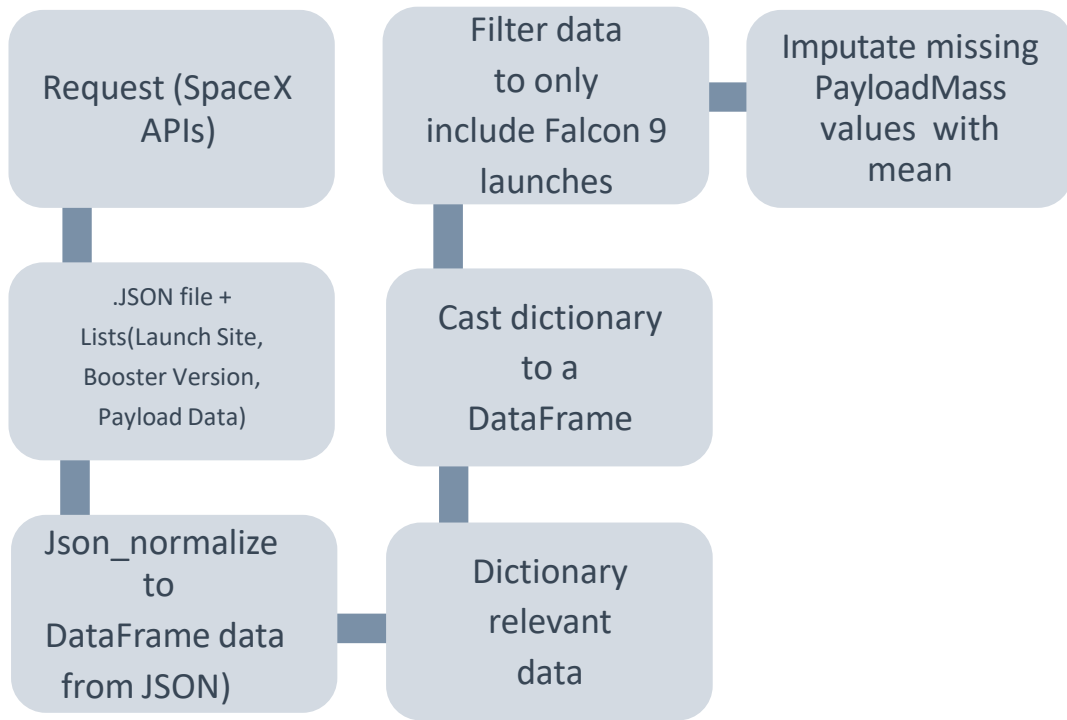 Request (SpaceX
APIs)
.JSON file +
Lists(Launch Site,
Booster Version,
Payload Data)
Json_normalize
to
DataFrame data
from JSON)
Dictionary
relevant
data
Cast dictionary
to a
DataFrame
Filter data
to only
include Falcon 9
launches
Imputate missing
PayloadMass
values with
mean